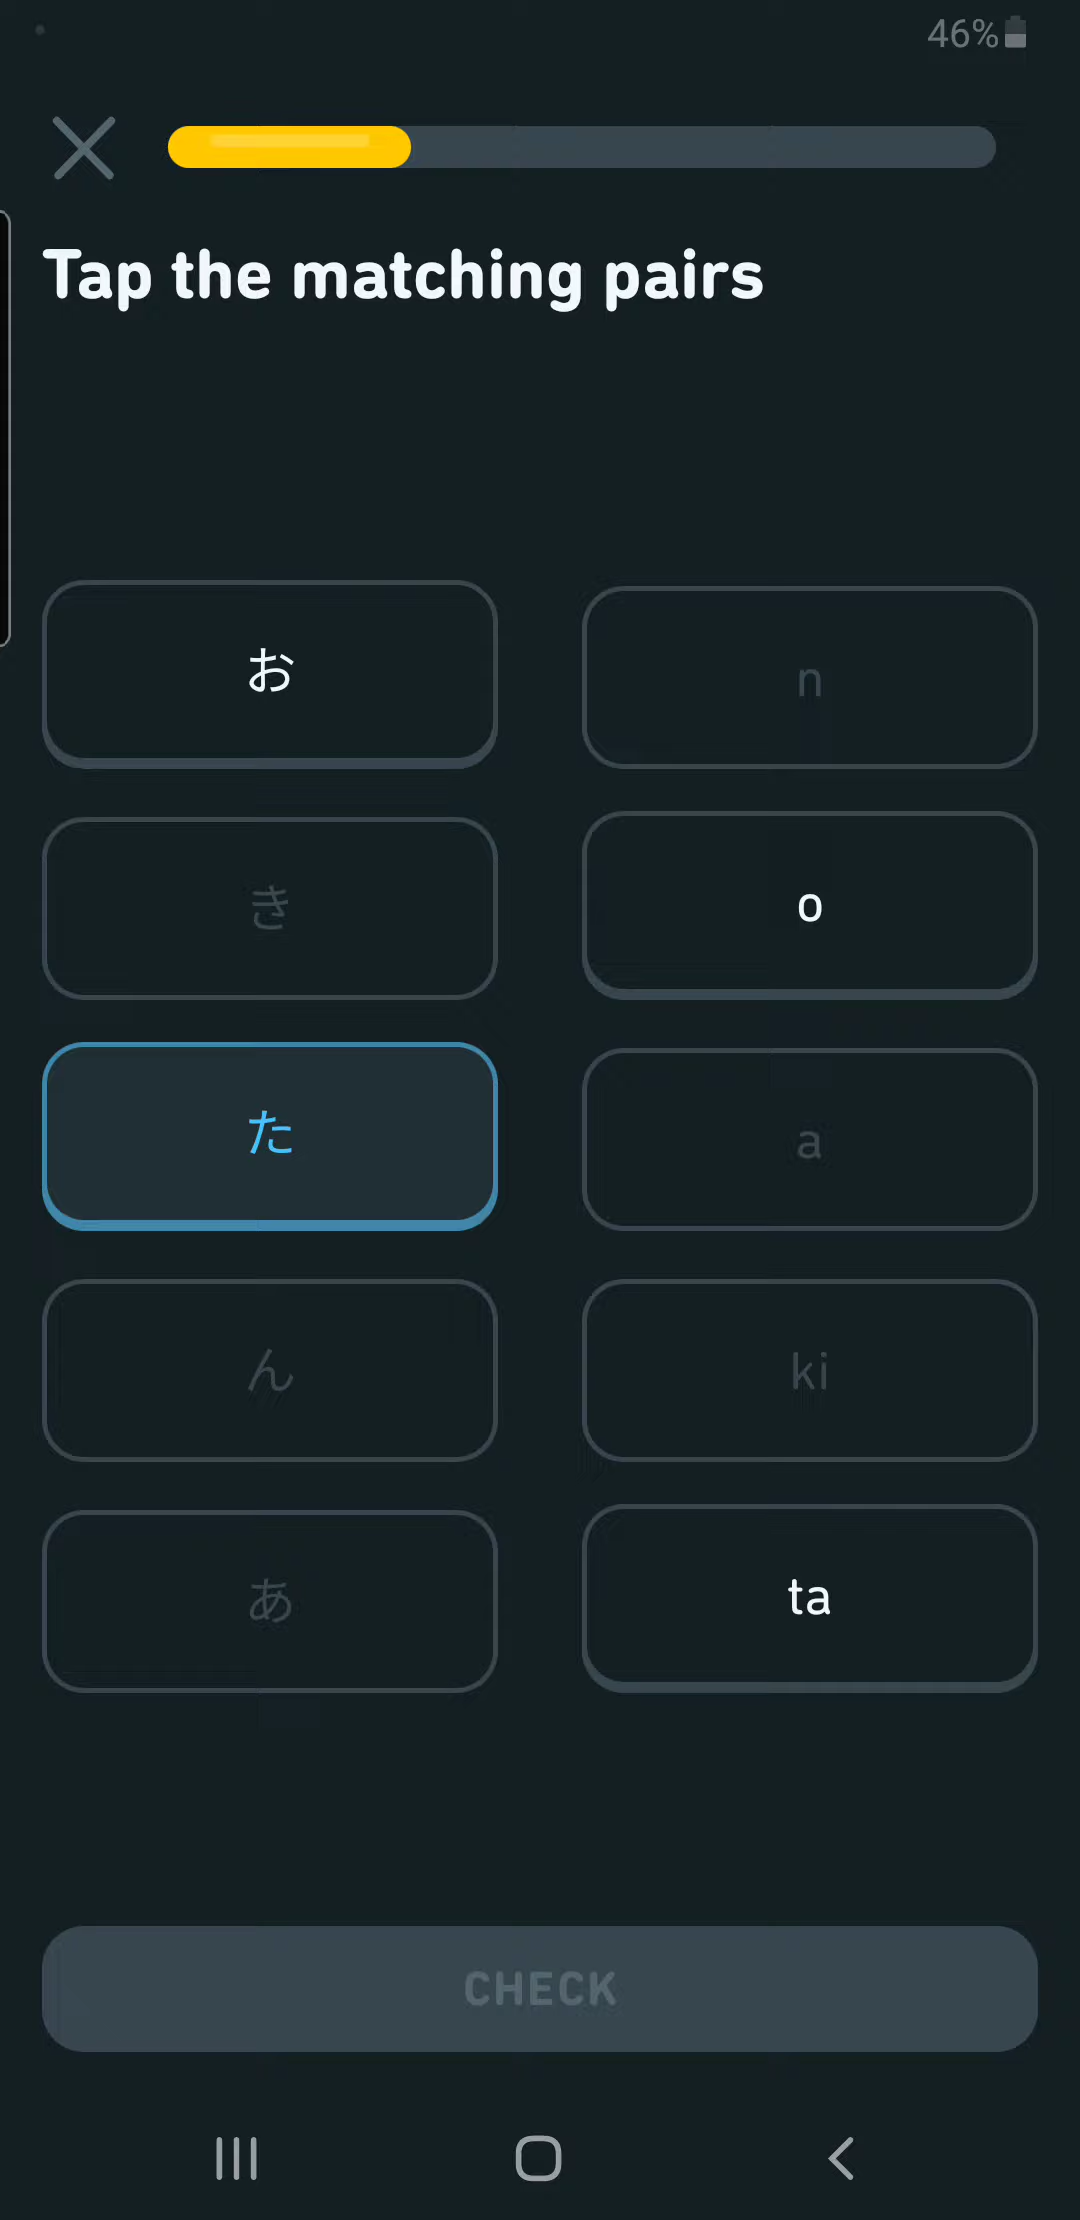 46%
Tap the matching pairs
お n
き o
た a
ん ki
あ ta
CHECK